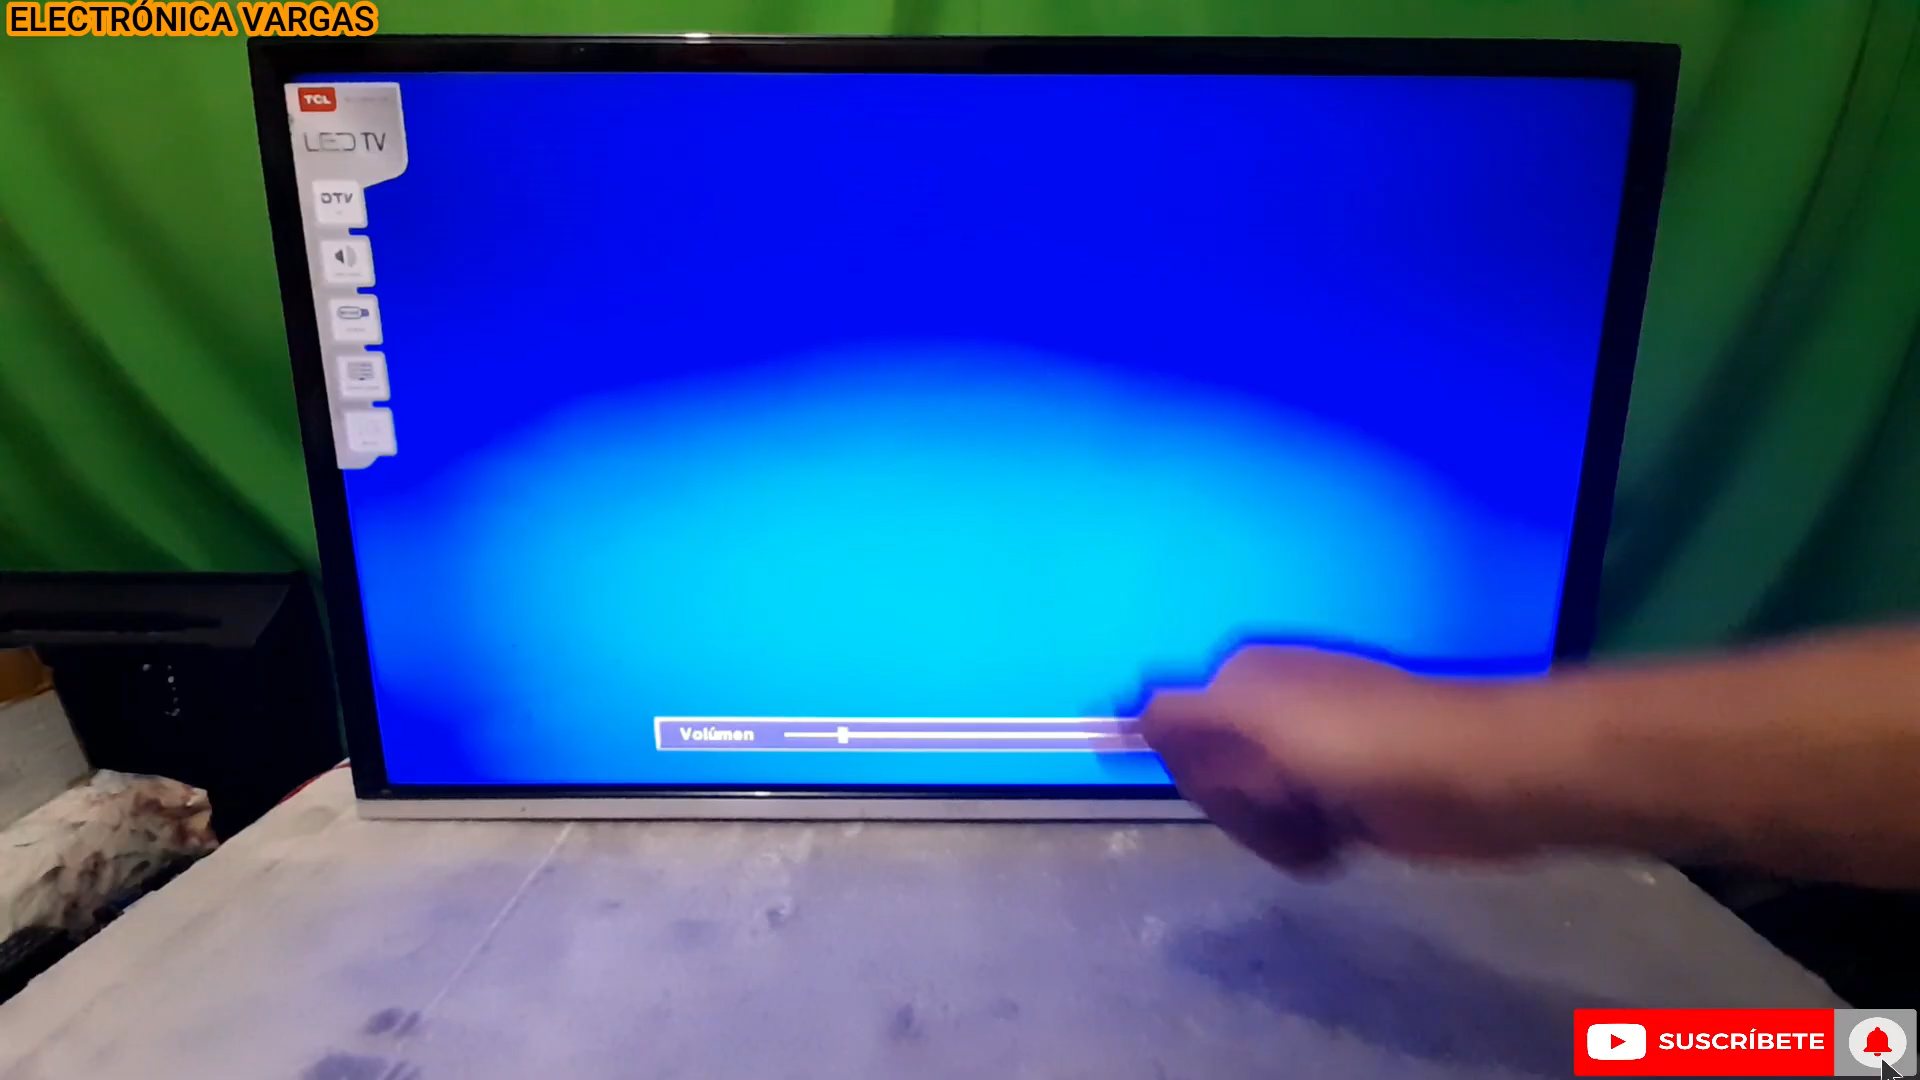 ELECTRÓNICA VARGAS
TCL
LED TV
DTV
Volúmen
SUSCRÍBETE